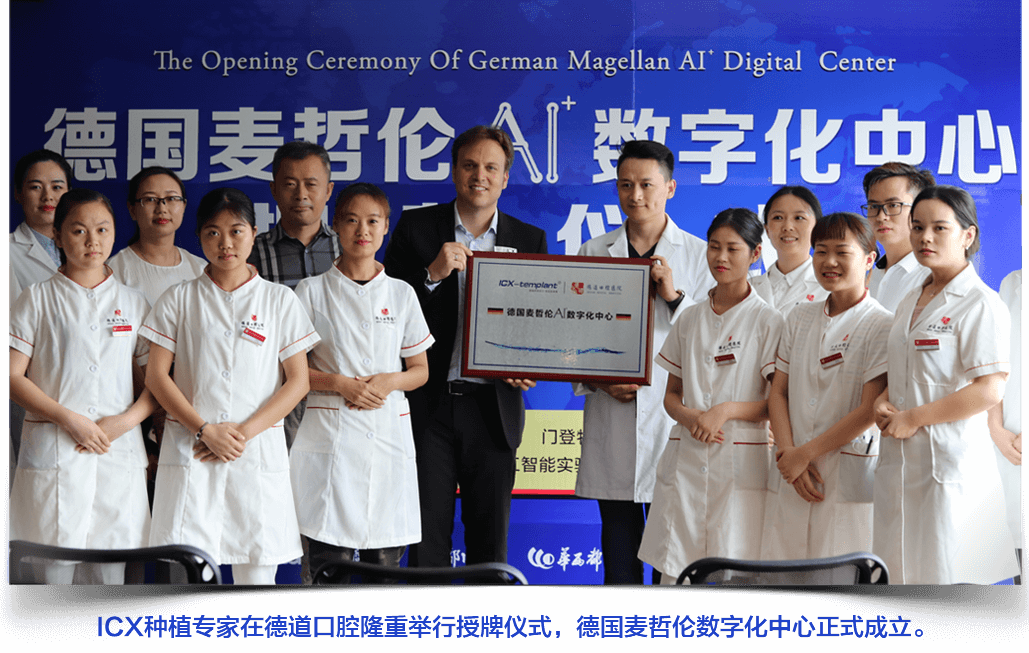 The Opening Ceremony Of German Magellan AI+ Digital Center
德国麦哲伦AI+数字化中心
仪
ICX-templant
德国麦哲伦AI数字化中心
门登
工智能实
华西都
ICX种植专家在德道口腔隆重举行授牌仪式，德国麦哲伦数字化中心正式成立。